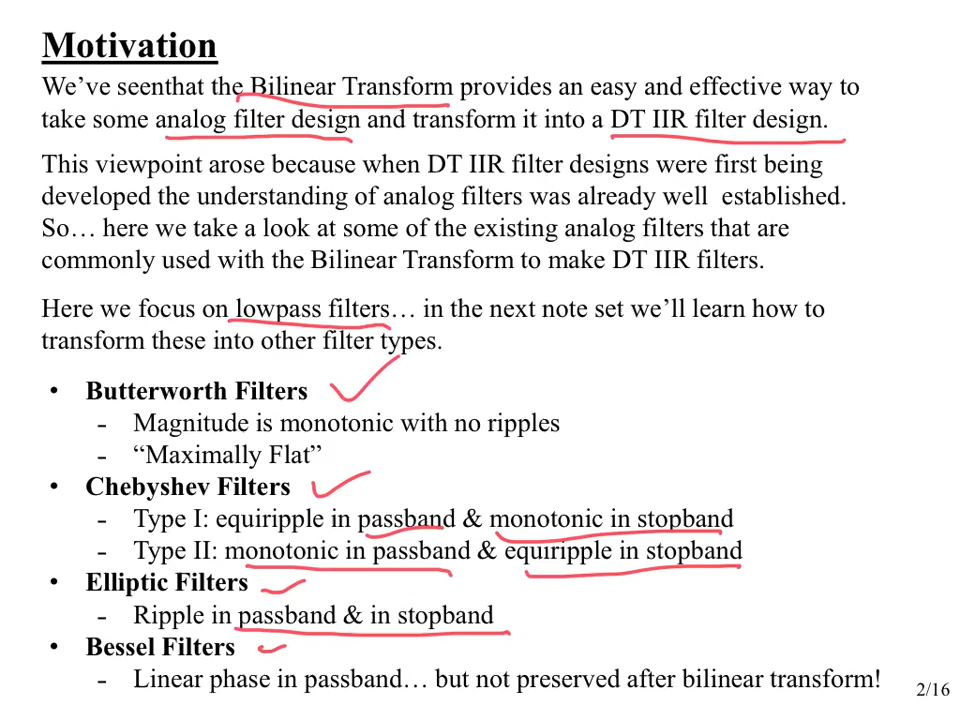 Motivation
We’ve seenthat the Bilinear Transform provides an easy and effective way to
take some analog filter design and transform it into a DT IIR filter design.
This viewpoint arose because when DT IIR filter designs were first being
developed the understanding of analog filters was already well established.
So… here we take a look at some of the existing analog filters that are
commonly used with the Bilinear Transform to make DT IIR filters.
Here we focus on lowpass filters… in the next note set we’ll learn how to
transform these into other filter types.
• Butterworth Filters
- Magnitude is monotonic with no ripples
- “Maximally Flat”
• Chebyshev Filters
- Type I: equiripple in passband & monotonic in stopband
- Type II: monotonic in passband & equiripple in stopband
• Elliptic Filters
- Ripple in passband & in stopband
• Bessel Filters
- Linear phase in passband… but not preserved after bilinear transform!
2/16